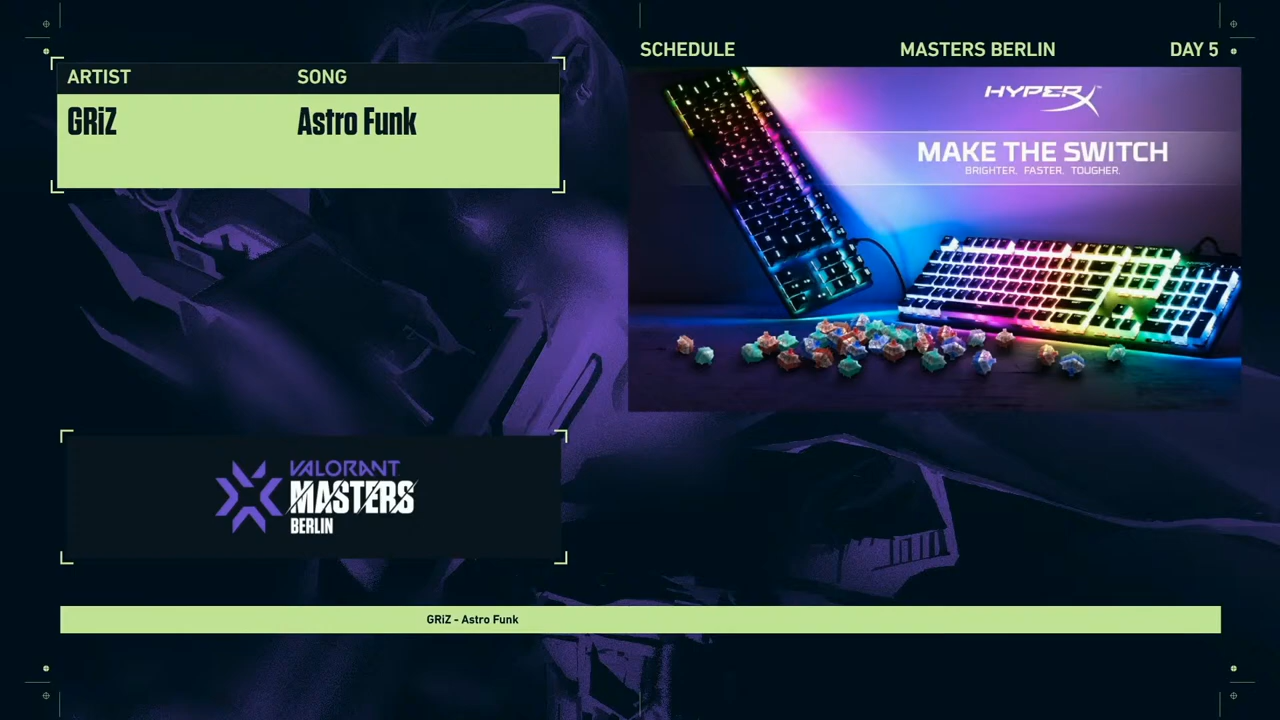 SCHEDULE MASTERS BERLIN DAY 5
ARTIST SONG
GRiZ Astro Funk
HYPERX™
MAKE THE SWITCH
BRIGHTER. FASTER. TOUGHER.
VALORANT
MASTERS
BERLIN
GRiZ - Astro Funk